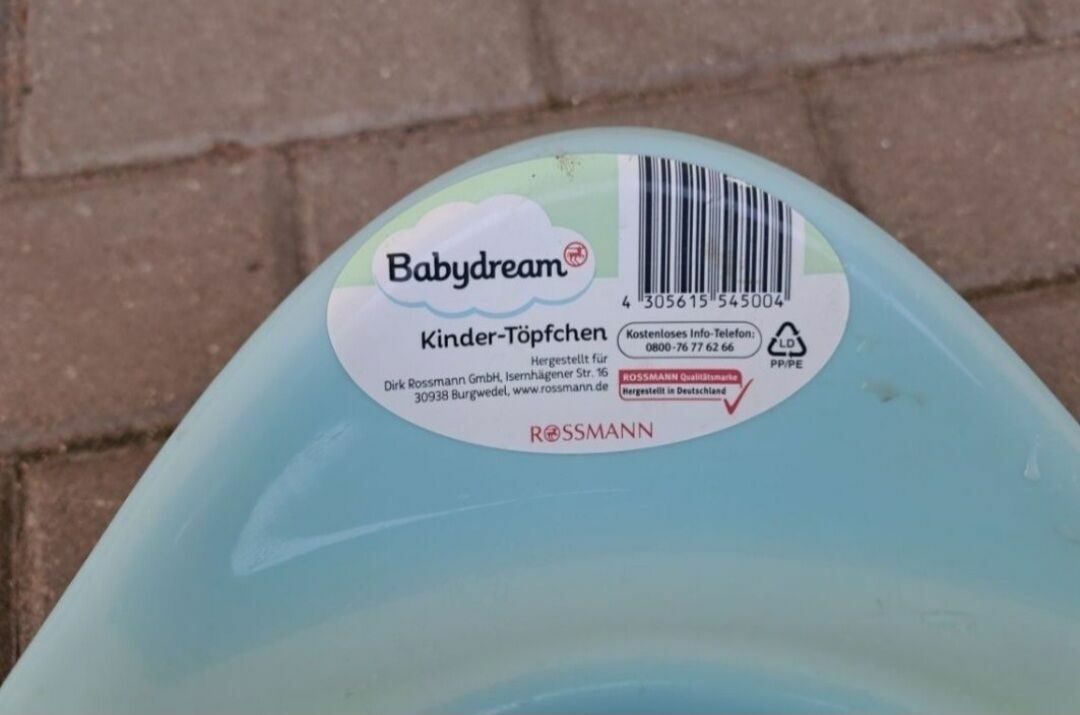 Babydream
4 305615 545004
Kinder-Töpfchen
Hergestellt für
Dirk Rossmann GmbH, Isernhägener Str. 16
30938 Burgwedel, www.rossmann.de
Kostenloses Info-Telefon:
0800-76 77 62 66
LD
PP/PE
ROSSMANN Qualitätsmarke
Hergestellt in Deutschland
ROSSMANN